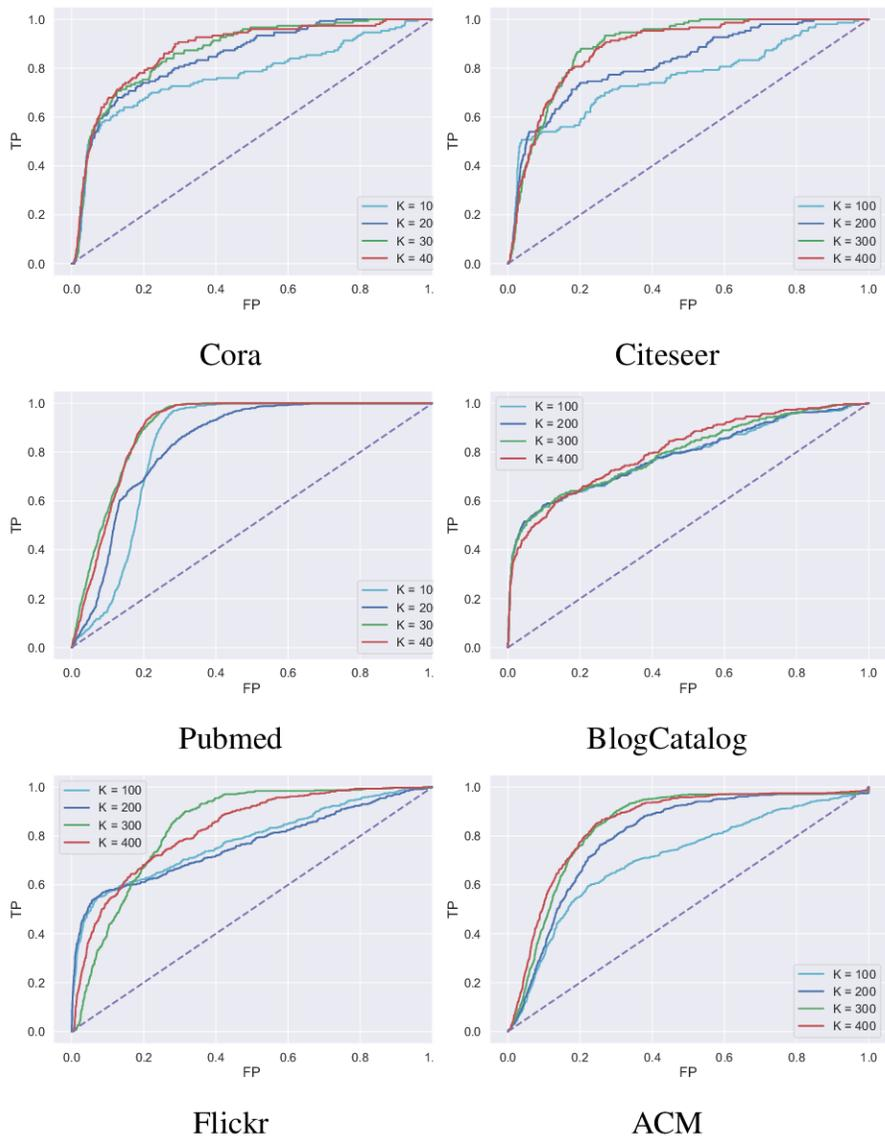 1.0
0.8
0.6
0.4
0.2
0.0
TP
0.0 0.2 0.4 0.6 0.8 1.
FP
K = 10
K = 20
K = 30
K = 40
Cora
1.0
0.8
0.6
0.4
0.2
0.0
TP
0.0 0.2 0.4 0.6 0.8 1.0
FP
K = 100
K = 200
K = 300
K = 400
Citeseer
1.0
0.8
0.6
0.4
0.2
0.0
TP
0.0 0.2 0.4 0.6 0.8 1.
FP
K = 10
K = 20
K = 30
K = 40
Pubmed
1.0
0.8
0.6
0.4
0.2
0.0
TP
0.0 0.2 0.4 0.6 0.8 1.0
FP
K = 100
K = 200
K = 300
K = 400
BlogCatalog
1.0
0.8
0.6
0.4
0.2
0.0
TP
0.0 0.2 0.4 0.6 0.8 1.
FP
K = 100
K = 200
K = 300
K = 400
Flickr
1.0
0.8
0.6
0.4
0.2
0.0
TP
0.0 0.2 0.4 0.6 0.8 1.0
FP
K = 100
K = 200
K = 300
K = 400
ACM